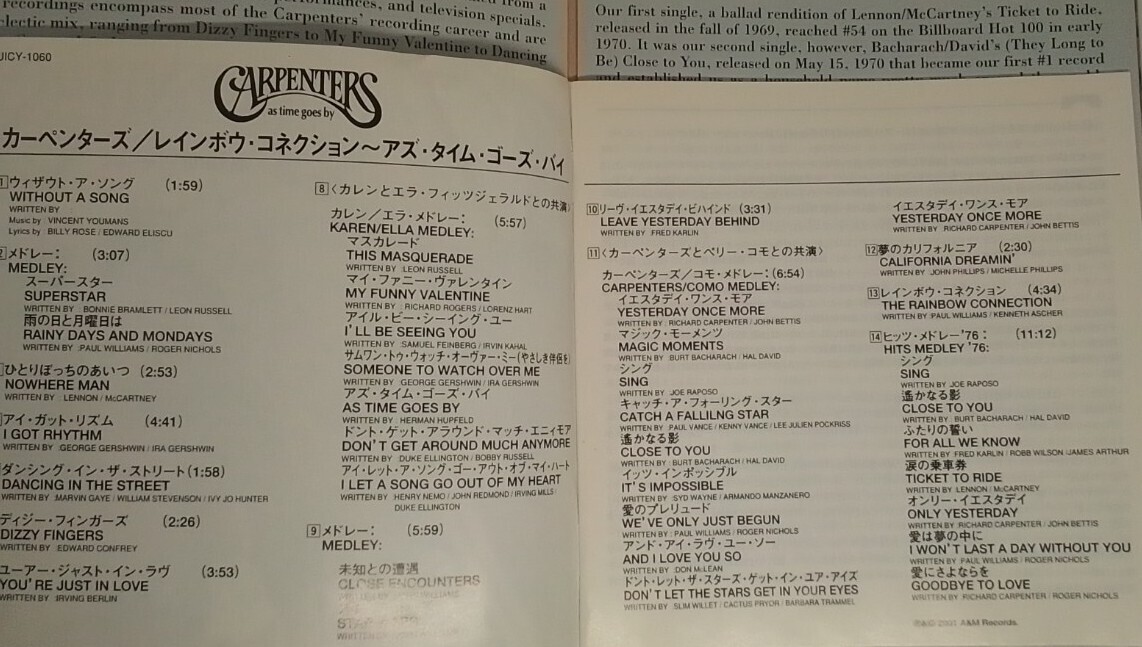 recordings encompass most of the Carpenters' recording career and are
ranging from Dizzy Fingers to My Funny Valentine to Dancing
and television specials.
Our first single, a ballad rendition of Lennon/McCartney's Ticket to Ride,
released in the fall of 1969, reached #54 on the Billboard Hot 100 in early
1970. It was our second single, however, Bacharach/David's (They Long to
Be) Close to You, released on May 15, 1970 that became our first #1 record
UICY-1060
CARPENTERS
as time goes by
カーペンターズ/レインボウ・コネクション〜アズ・タイム・ゴーズ・バイ
1 ウィザウト・ア・ソング (1:59)
WITHOUT A SONG
WRITTEN BY
Music by : VINCENT YOUMANS
Lyrics by : BILLY ROSE / EDWARD ELISCU
2 メドレー: (3:07)
MEDLEY:
スーパースター
SUPERSTAR
WRITTEN BY : BONNIE BRAMLETT / LEON RUSSELL
雨の日と月曜日は
RAINY DAYS AND MONDAYS
WRITTEN BY :PAUL WILLIAMS / ROGER NICHOLS
ひとりぼっちのあいつ (2:53)
NOWHERE MAN
WRITTEN BY : LENNON / McCARTNEY
アイ・ガット・リズム (4:41)
I GOT RHYTHM
WRITTEN BY :GEORGE GERSHWIN / IRA GERSHWIN
ダンシング・イン・ザ・ストリート(1:58)
DANCING IN THE STREET
WRITTEN BY : MARVIN GAYE / WILLIAM STEVENSON / IVY JO HUNTER
ディジー・フィンガーズ (2:26)
DIZZY FINGERS
WRITTEN BY : EDWARD CONFREY
ユーアー・ジャスト・イン・ラヴ (3:53)
YOU'RE JUST IN LOVE
WRITTEN BY : IRVING BERLIN
8 〈カレンとエラ・フィッツジェラルドとの共演〉
カレン/エラ・メドレー: (5:57)
KAREN/ELLA MEDLEY:
マスカレード
THIS MASQUERADE
WRITTEN BY : LEON RUSSELL
マイ・ファニー・ヴァレンタイン
MY FUNNY VALENTINE
WRITTEN BY : RICHARD ROGERS / LORENZ HART
アイル・ビー・シーイング・ユー
I'LL BE SEEING YOU
WRITTEN BY : SAMUEL FEINBERG / IRVIN KAHAL
サムワン・トゥ・ウォッチ・オーヴァー・ミー(やさしき伴侶を)
SOMEONE TO WATCH OVER ME
WRITTEN BY : GEORGE GERSHWIN / IRA GERSHWIN
アズ・タイム・ゴーズ・バイ
AS TIME GOES BY
WRITTEN BY : HERMAN HUPFELD
ドント・ゲット・アラウンド・マッチ・エニィモア
DON'T GET AROUND MUCH ANYMORE
WRITTEN BY : DUKE ELLINGTON / BOBBY RUSSELL
アイ・レット・ア・ソング・ゴー・アウト・オブ・マイ・ハート
I LET A SONG GO OUT OF MY HEART
WRITTEN BY : HENRY NEMO / JOHN REDMOND / IRVING MILLS/
DUKE ELLINGTON
9 メドレー: (5:59)
MEDLEY:
未知との遭遇
CLOSE ENCOUNTERS
10 リーヴ・イエスタデイ・ビハインド (3:31)
LEAVE YESTERDAY BEHIND
WRITTEN BY : FRED KARLIN
11 〈カーペンターズとペリー・コモとの共演〉
カーペンターズ/コモ・メドレー:(6:54)
CARPENTERS/COMO MEDLEY:
イエスタデイ・ワンス・モア
YESTERDAY ONCE MORE
WRITTEN BY : RICHARD CARPENTER / JOHN BETTIS
マジック・モーメンツ
MAGIC MOMENTS
WRITTEN BY : BURT BACHARACH / HAL DAVID
シング
SING
WRITTEN BY : JOE RAPOSO
キャッチ・ア・フォーリング・スター
CATCH A FALLILNG STAR
WRITTEN BY : PAUL VANCE / KENNY VANCE / LEE JULIEN POCKRISS
遙かなる影
CLOSE TO YOU
WRITTEN BY : BURT BACHARACH / HAL DAVID
イッツ・インポッシブル
IT'S IMPOSSIBLE
WRITTEN BY : SYD WAYNE / ARMANDO MANZANERO
愛のプレリュード
WE'VE ONLY JUST BEGUN
WRITTEN BY : PAUL WILLIAMS / ROGER NICHOLS
アンド・アイ・ラヴ・ユー・ソー
AND I LOVE YOU SO
WRITTEN BY : DON McLEAN
ドント・レット・ザ・スターズ・ゲット・イン・ユア・アイズ
DON'T LET THE STARS GET IN YOUR EYES
WRITTEN BY : SLIM WILLET / CACTUS PRYOR / BARBARA TRAMMEL
イエスタデイ・ワンス・モア
YESTERDAY ONCE MORE
WRITTEN BY : RICHARD CARPENTER / JOHN BETTIS
12 夢のカリフォルニア (2:30)
CALIFORNIA DREAMIN'
WRITTEN BY : JOHN PHILLIPS / MICHELLE PHILLIPS
13 レインボウ・コネクション (4:34)
THE RAINBOW CONNECTION
WRITTEN BY :PAUL WILLIAMS / KENNETH ASCHER
14 ヒッツ・メドレー'76: (11:12)
HITS MEDLEY '76:
シング
SING
WRITTEN BY : JOE RAPOSO
遙かなる影
CLOSE TO YOU
WRITTEN BY : BURT BACHARACH / HAL DAVID
ふたりの誓い
FOR ALL WE KNOW
WRITTEN BY : FRED KARLIN / ROBB WILSON /JAMES ARTHUR
涙の乗車券
TICKET TO RIDE
WRITTEN BY : LENNON / McCARTNEY
オンリー・イエスタデイ
ONLY YESTERDAY
WRITTEN BY : RICHARD CARPENTER / JOHN BETTIS
愛は夢の中に
I WON'T LAST A DAY WITHOUT YOU
WRITTEN BY : PAUL WILLIAMS / ROGER NICHOLS
愛にさよならを
GOODBYE TO LOVE
WRITTEN BY : RICHARD CARPENTER / ROGER NICHOLS
℗&© 2001 A&M Records.